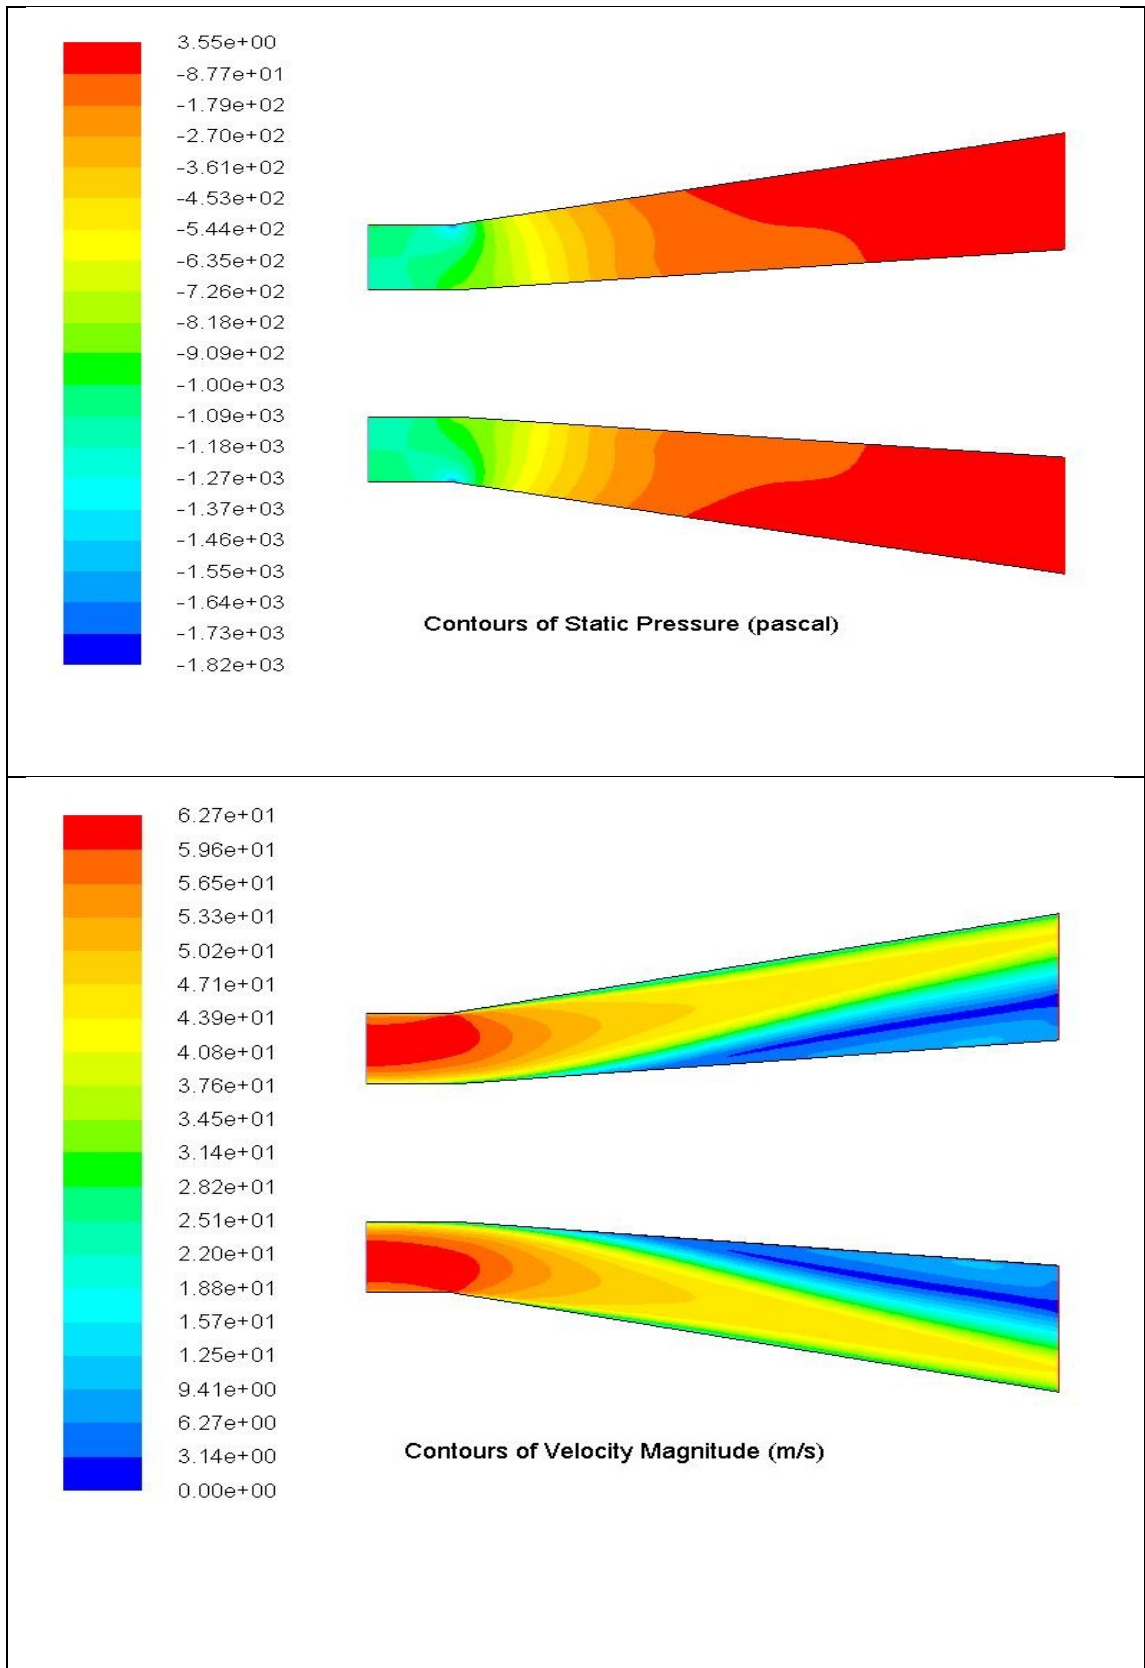 3.55e+00
-8.77e+01
-1.79e+02
-2.70e+02
-3.61e+02
-4.53e+02
-5.44e+02
-6.35e+02
-7.26e+02
-8.18e+02
-9.09e+02
-1.00e+03
-1.09e+03
-1.18e+03
-1.27e+03
-1.37e+03
-1.46e+03
-1.55e+03
-1.64e+03
-1.73e+03
-1.82e+03
Contours of Static Pressure (pascal)
6.27e+01
5.96e+01
5.65e+01
5.33e+01
5.02e+01
4.71e+01
4.39e+01
4.08e+01
3.76e+01
3.45e+01
3.14e+01
2.82e+01
2.51e+01
2.20e+01
1.88e+01
1.57e+01
1.25e+01
9.41e+00
6.27e+00
3.14e+00
0.00e+00
Contours of Velocity Magnitude (m/s)